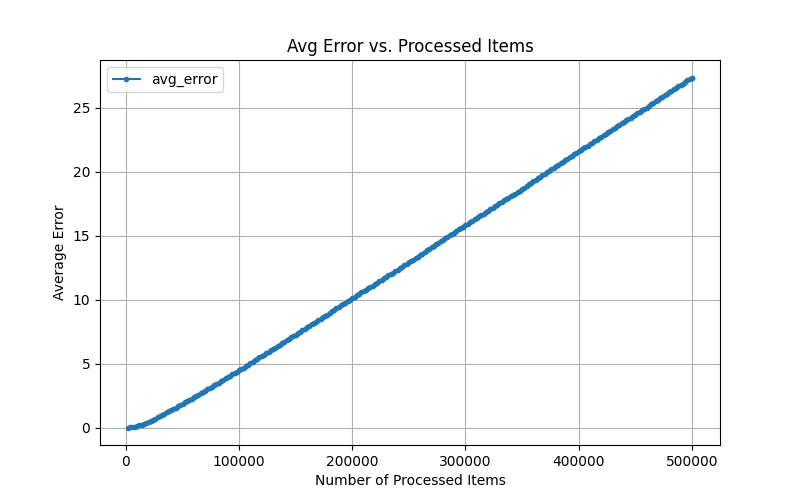 Avg Error vs. Processed Items
avg_error
25
20
15
10
5
0
Average Error
0 100000 200000 300000 400000 500000
Number of Processed Items